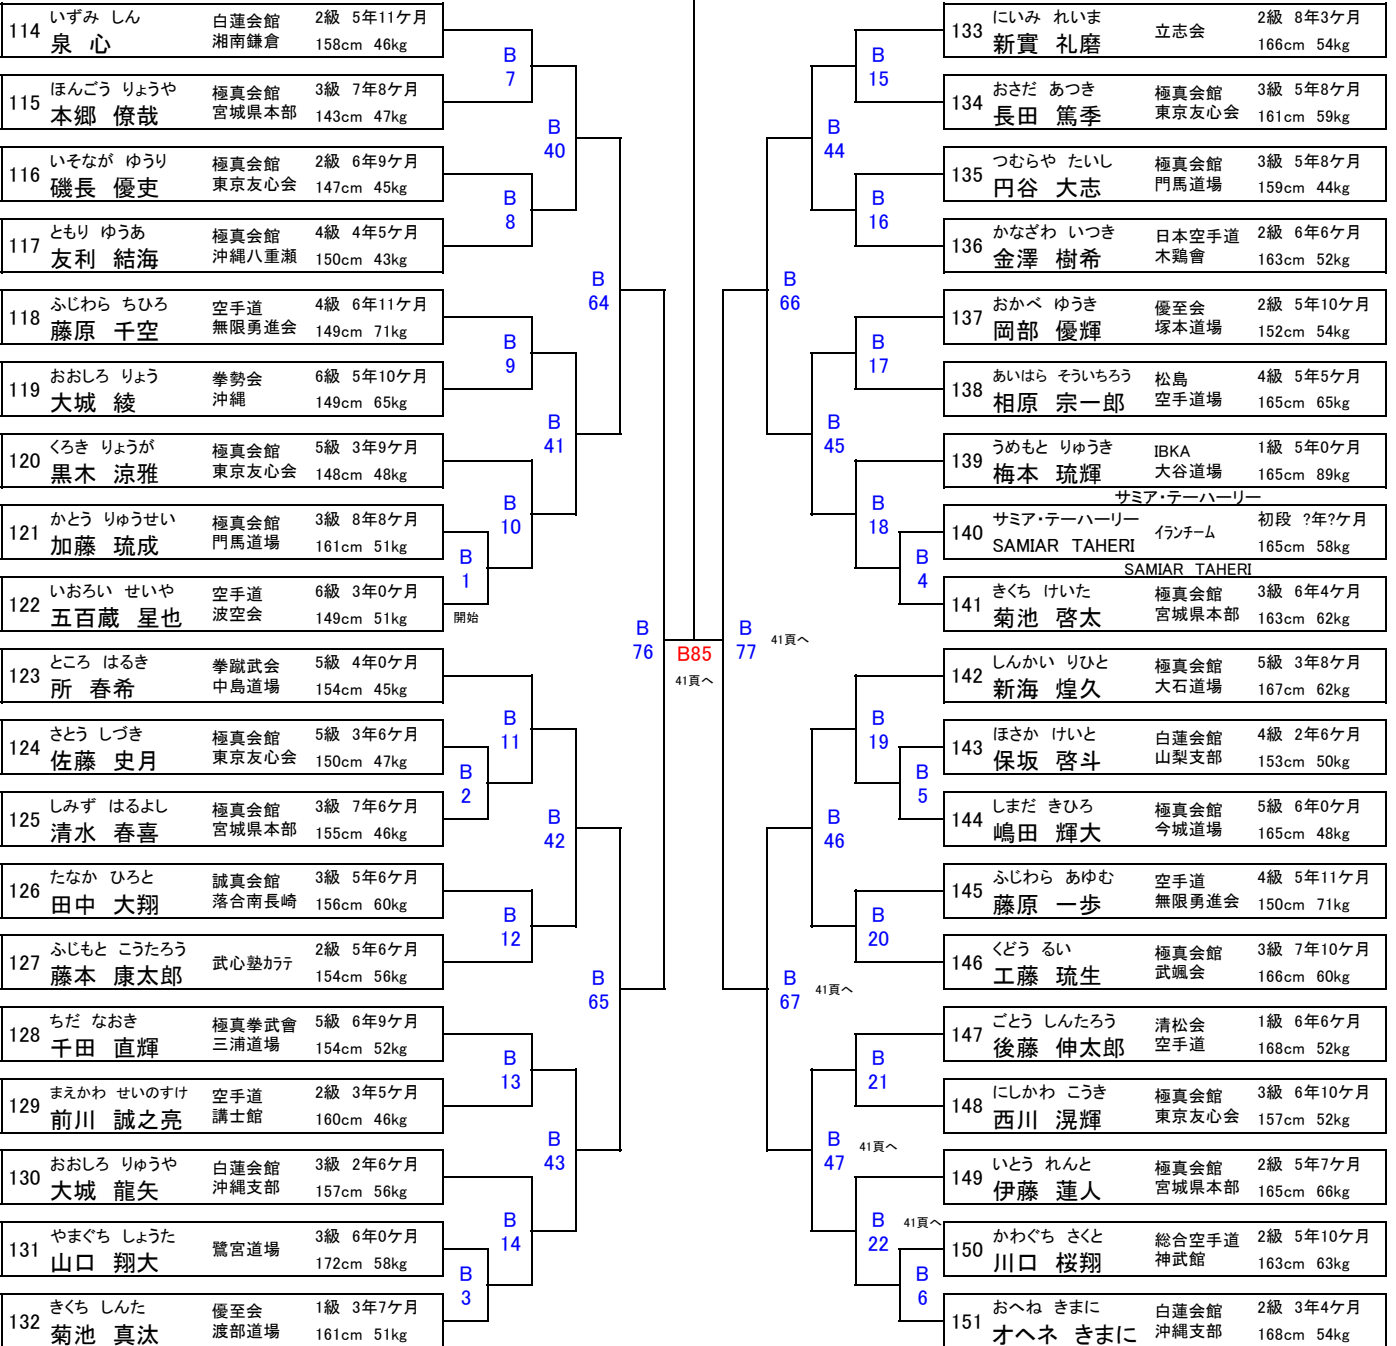 114
いずみ しん
泉 心
白蓮会館
湘南鎌倉
2級 5年11ケ月
158cm 46kg
115
ほんごう りょうや
本郷 僚哉
極真会館
宮城県本部
3級 7年8ケ月
143cm 47kg
116
いそなが ゆうり
磯長 優吏
極真会館
東京友心会
2級 6年9ケ月
147cm 45kg
117
ともり ゆうあ
友利 結海
極真会館
沖縄八重瀬
4級 4年5ケ月
150cm 43kg
118
ふじわら ちひろ
藤原 千空
空手道
無限勇進会
4級 6年11ケ月
149cm 71kg
119
おおしろ りょう
大城 綾
拳勢会
沖縄
6級 5年10ケ月
149cm 65kg
120
くろき りょうが
黒木 涼雅
極真会館
東京友心会
5級 3年9ケ月
148cm 48kg
121
かとう りゅうせい
加藤 琉成
極真会館
門馬道場
3級 8年8ケ月
161cm 51kg
122
いおろい せいや
五百蔵 星也
空手道
波空会
6級 3年0ケ月
149cm 51kg
123
ところ はるき
所 春希
拳蹴武会
中島道場
5級 4年0ケ月
154cm 45kg
124
さとう しづき
佐藤 史月
極真会館
東京友心会
5級 3年6ケ月
150cm 47kg
125
しみず はるよし
清水 春喜
極真会館
宮城県本部
3級 7年6ケ月
155cm 46kg
126
たなか ひろと
田中 大翔
誠真会館
落合南長崎
3級 5年6ケ月
156cm 60kg
127
ふじもと こうたろう
藤本 康太郎
武心塾カラテ
2級 5年6ケ月
154cm 56kg
128
ちだ なおき
千田 直輝
極真拳武會
三浦道場
5級 6年9ケ月
154cm 52kg
129
まえかわ せいのすけ
前川 誠之亮
空手道
講士館
2級 3年5ケ月
160cm 46kg
130
おおしろ りゅうや
大城 龍矢
白蓮会館
沖縄支部
3級 2年6ケ月
157cm 56kg
131
やまぐち しょうた
山口 翔大
鷺宮道場
3級 6年0ケ月
172cm 58kg
132
きくち しんた
菊池 真汰
優至会
渡部道場
1級 3年7ケ月
161cm 51kg
B
7
B
8
B
9
B
10
B
1
開始
B
11
B
2
B
12
B
13
B
14
B
3
B
40
B
41
B
42
B
43
B
64
B
65
B
76
B85
41頁へ
B
77
41頁へ
B
66
B
67
41頁へ
B
44
B
45
B
46
B
47
41頁へ
B
15
B
16
B
17
B
18
B
4
B
19
B
5
B
20
B
21
B
22
41頁へ
B
6
133
にいみ れいま
新實 礼磨
立志会
2級 8年3ケ月
166cm 54kg
134
おさだ あつき
長田 篤季
極真会館
東京友心会
3級 5年8ケ月
161cm 59kg
135
つむらや たいし
円谷 大志
極真会館
門馬道場
3級 5年8ケ月
159cm 44kg
136
かなざわ いつき
金澤 樹希
日本空手道
木鶏會
2級 6年6ケ月
163cm 52kg
137
おかべ ゆうき
岡部 優輝
優至会
塚本道場
2級 5年10ケ月
152cm 54kg
138
あいはら そういちろう
相原 宗一郎
松島
空手道場
4級 5年5ケ月
165cm 65kg
139
うめもと りゅうき
梅本 琉輝
IBKA
大谷道場
1級 5年0ケ月
165cm 89kg
サミア・テーハーリー
140
サミア・テーハーリー
SAMIAR TAHERI
イランチーム
初段 ?年?ケ月
165cm 58kg
SAMIAR TAHERI
141
きくち けいた
菊池 啓太
極真会館
宮城県本部
3級 6年4ケ月
163cm 62kg
142
しんかい りひと
新海 煌久
極真会館
大石道場
5級 3年8ケ月
167cm 62kg
143
ほさか けいと
保坂 啓斗
白蓮会館
山梨支部
4級 2年6ケ月
153cm 50kg
144
しまだ きひろ
嶋田 輝大
極真会館
今城道場
5級 6年0ケ月
165cm 48kg
145
ふじわら あゆむ
藤原 一歩
空手道
無限勇進会
4級 5年11ケ月
150cm 71kg
146
くどう るい
工藤 琉生
極真会館
武颯会
3級 7年10ケ月
166cm 60kg
147
ごとう しんたろう
後藤 伸太郎
清松会
空手道
1級 6年6ケ月
168cm 52kg
148
にしかわ こうき
西川 滉輝
極真会館
東京友心会
3級 6年10ケ月
157cm 52kg
149
いとう れんと
伊藤 蓮人
極真会館
宮城県本部
2級 5年7ケ月
165cm 66kg
150
かわぐち さくと
川口 桜翔
総合空手道
神武館
2級 5年10ケ月
163cm 63kg
151
おへね きまに
オヘネ きまに
白蓮会館
沖縄支部
2級 3年4ケ月
168cm 54kg